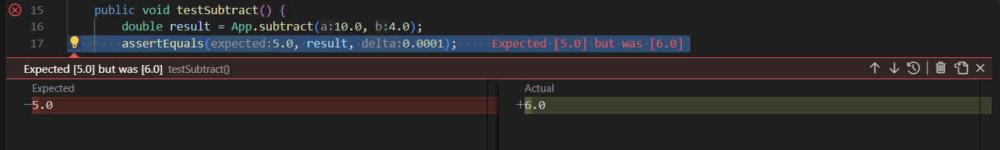 15 public void testSubtract() {
16 double result = App.subtract(a:10.0, b:4.0);
17 assertEquals(expected:5.0, result, delta:0.0001); Expected [5.0] but was [6.0]
Expected [5.0] but was [6.0] testSubtract()
Expected Actual
—5.0 +6.0